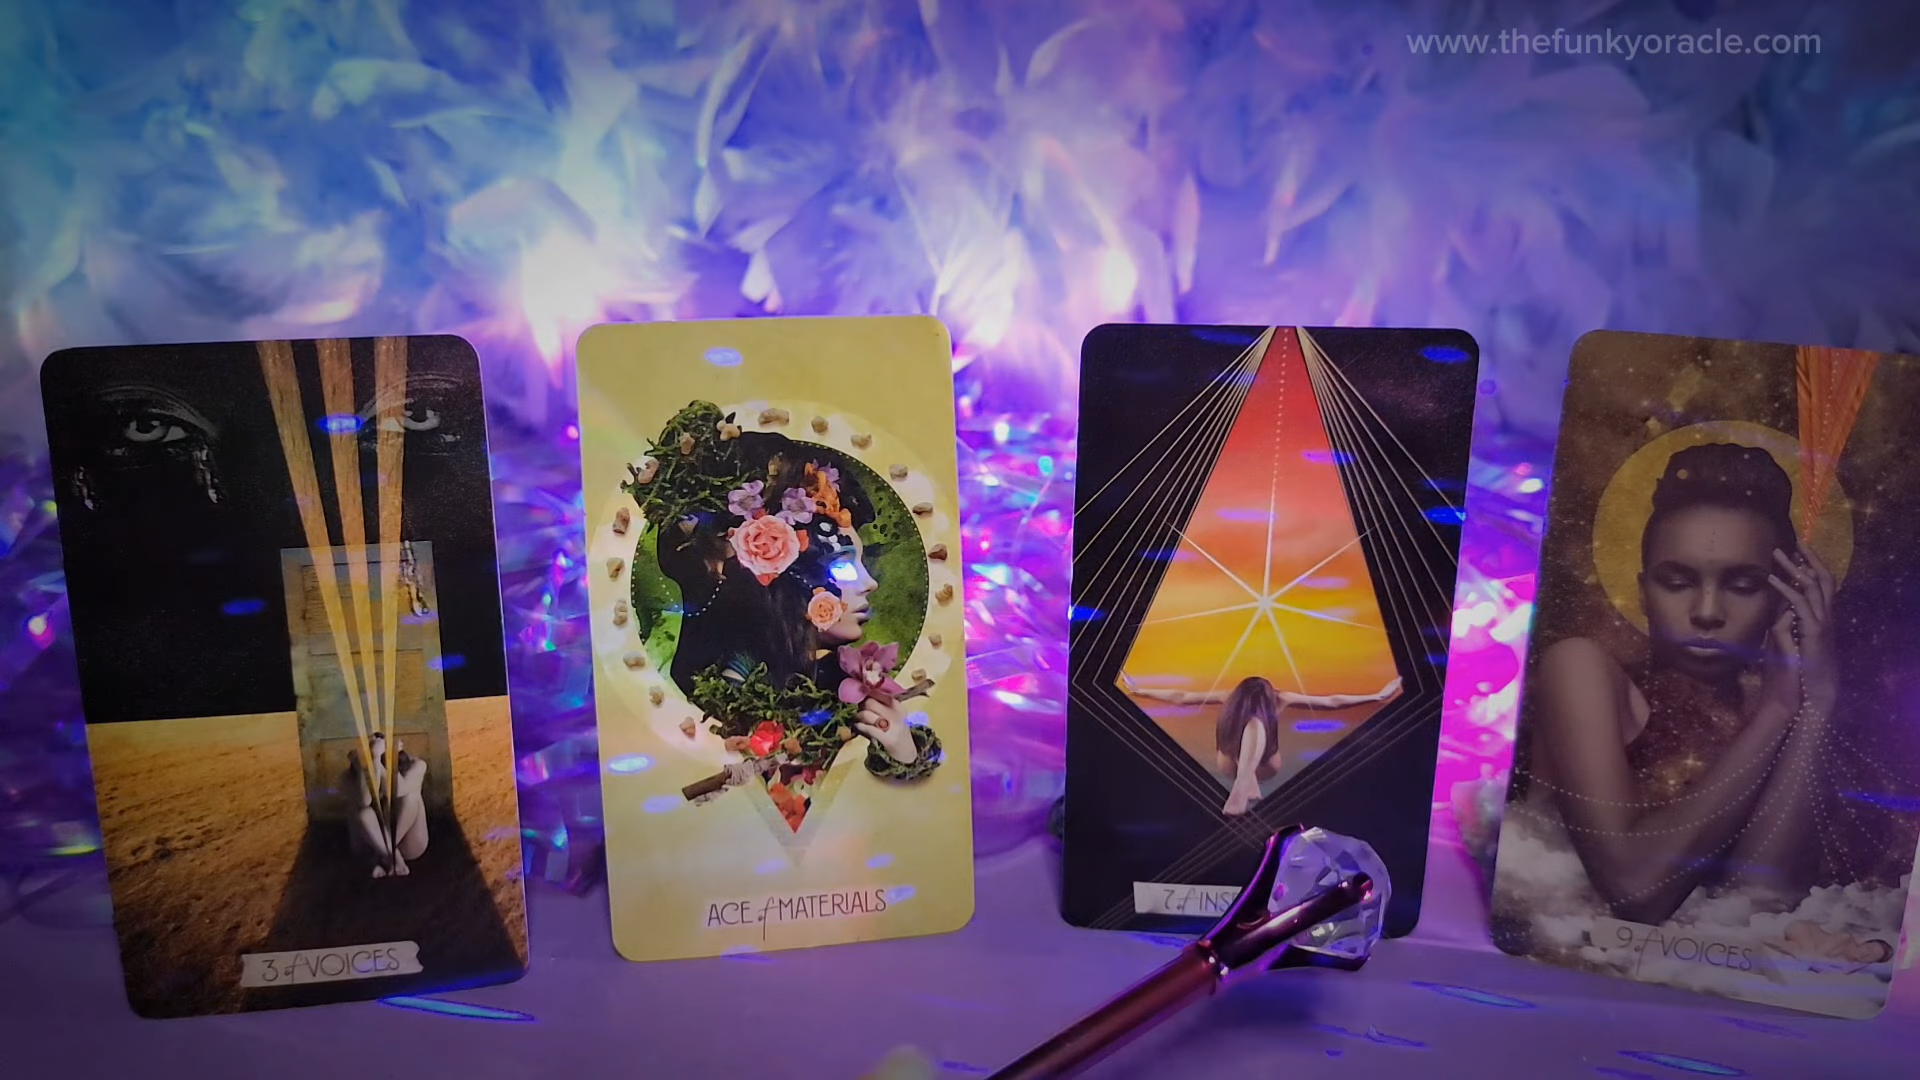 www.thefunkyoracle.com
3 of VOICES
ACE of MATERIALS
7 of INS
9 of VOICES